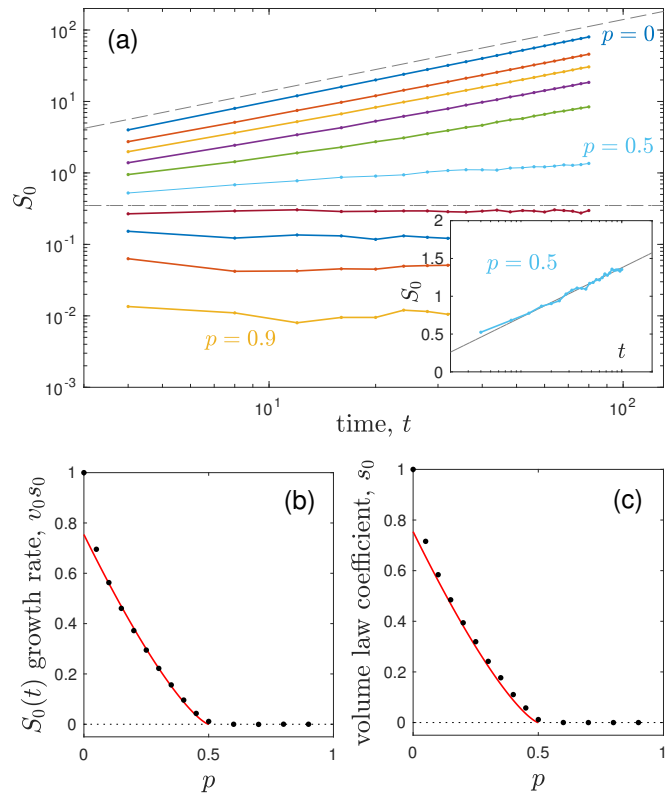 (a)
p = 0
10^2
10^1
10^0
10^-1
10^-2
10^-3
S_0
p = 0.5
p = 0.9
2
1.5
1
0.5
0
S_0
p = 0.5
t
10^1
10^2
time, t
(b)
1
0.8
0.6
0.4
0.2
0
S_0(t) growth rate, v_0s_0
0
0.5
1
p
(c)
1
0.8
0.6
0.4
0.2
0
volume law coefficient, s_0
0
0.5
1
p